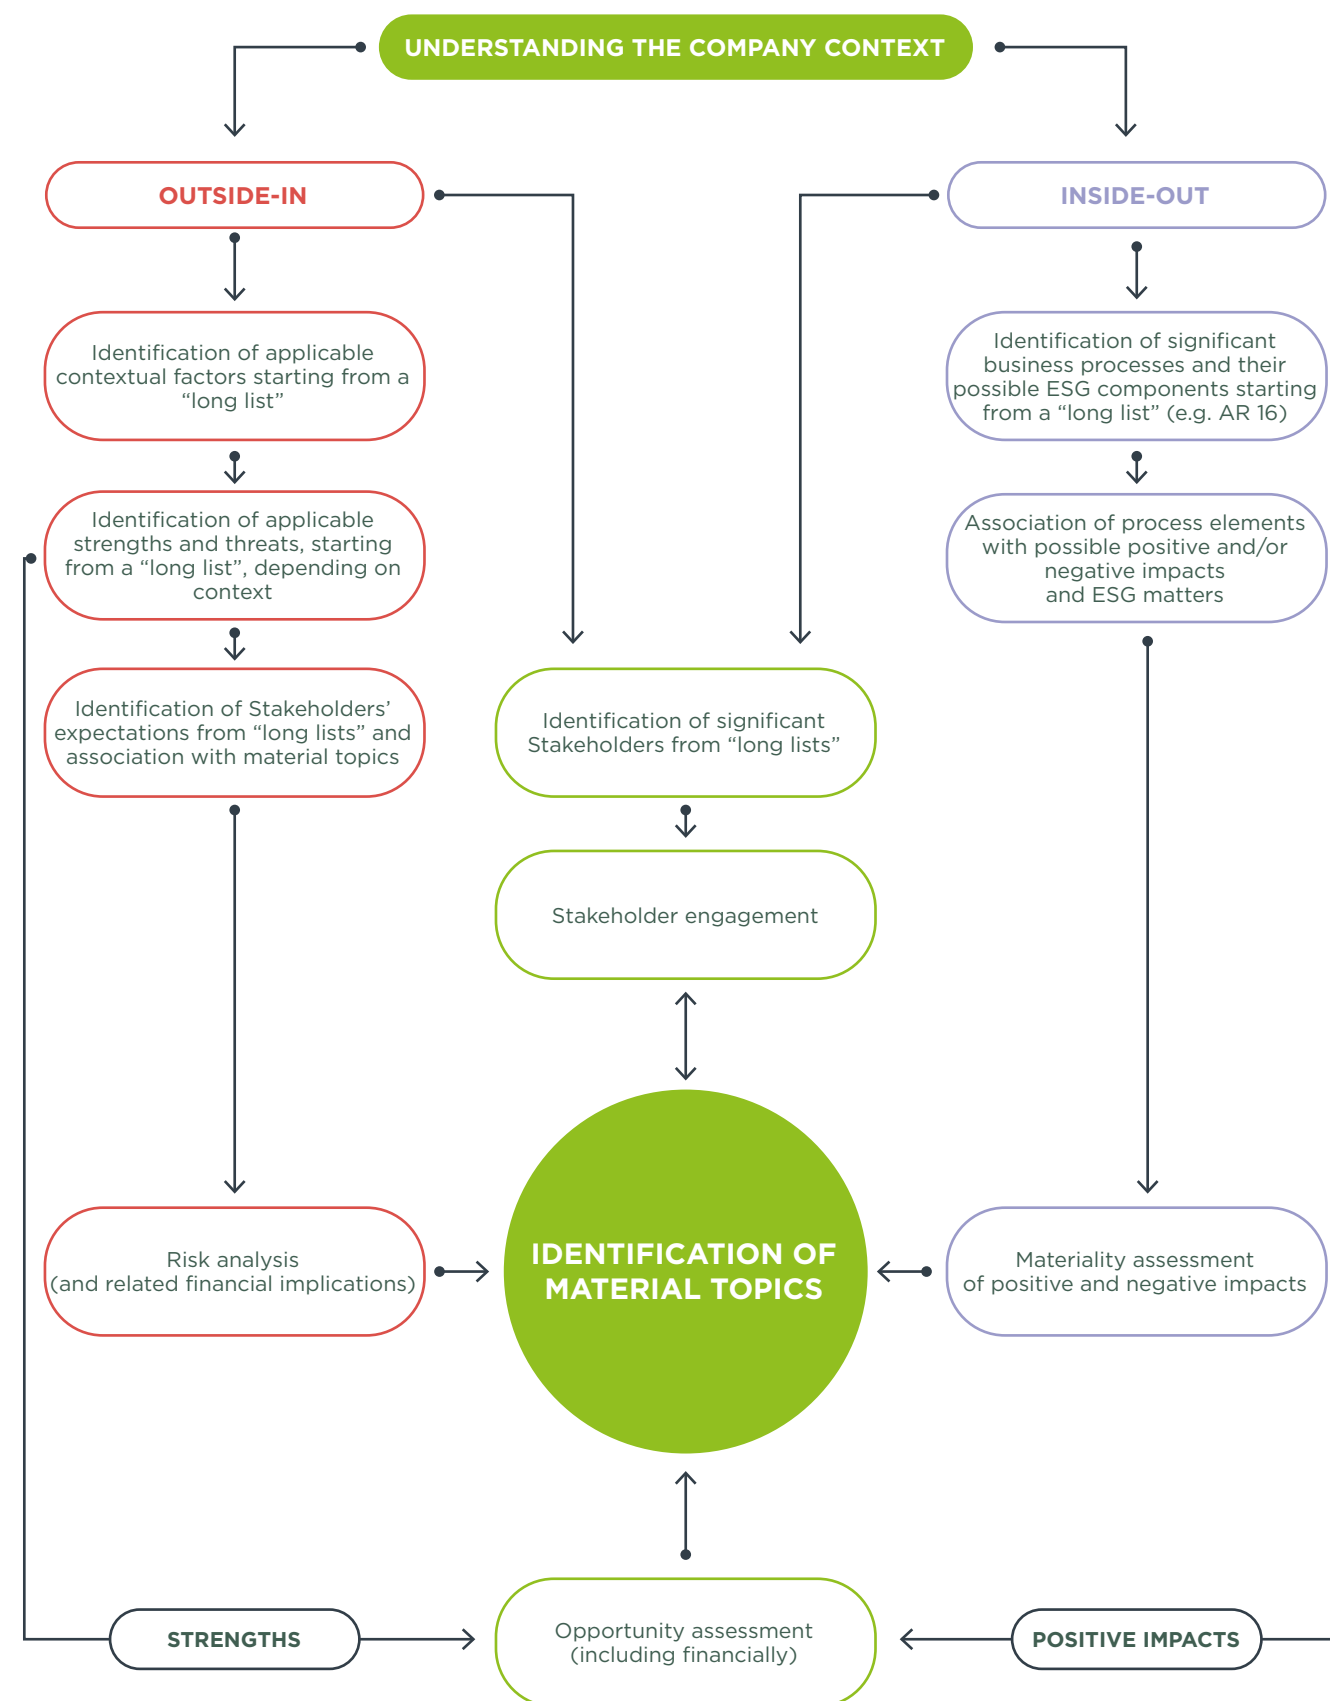 UNDERSTANDING THE COMPANY CONTEXT
OUTSIDE-IN
INSIDE-OUT
Identification of applicable
contextual factors starting from a
“long list”
Identification of significant
business processes and their
possible ESG components starting
from a “long list” (e.g. AR 16)
Identification of applicable
strengths and threats, starting
from a “long list”, depending on
context
Association of process elements
with possible positive and/or
negative impacts
and ESG matters
Identification of Stakeholders’
expectations from “long lists” and
association with material topics
Identification of significant
Stakeholders from “long lists”
Stakeholder engagement
Risk analysis
(and related financial implications)
IDENTIFICATION OF
MATERIAL TOPICS
Materiality assessment
of positive and negative impacts
STRENGTHS
Opportunity assessment
(including financially)
POSITIVE IMPACTS